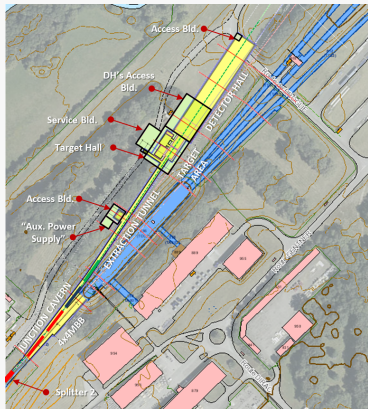 Access Bld.
DH's Access
Bld.
Service Bld.
Target Hall
DETECTOR HALL
TARGET
AREA
Access Bld.
"Aux. Power
Supply"
EXTRACTION TUNNEL
JUNCTION CAVERN
4x8MBB
Splitter 2